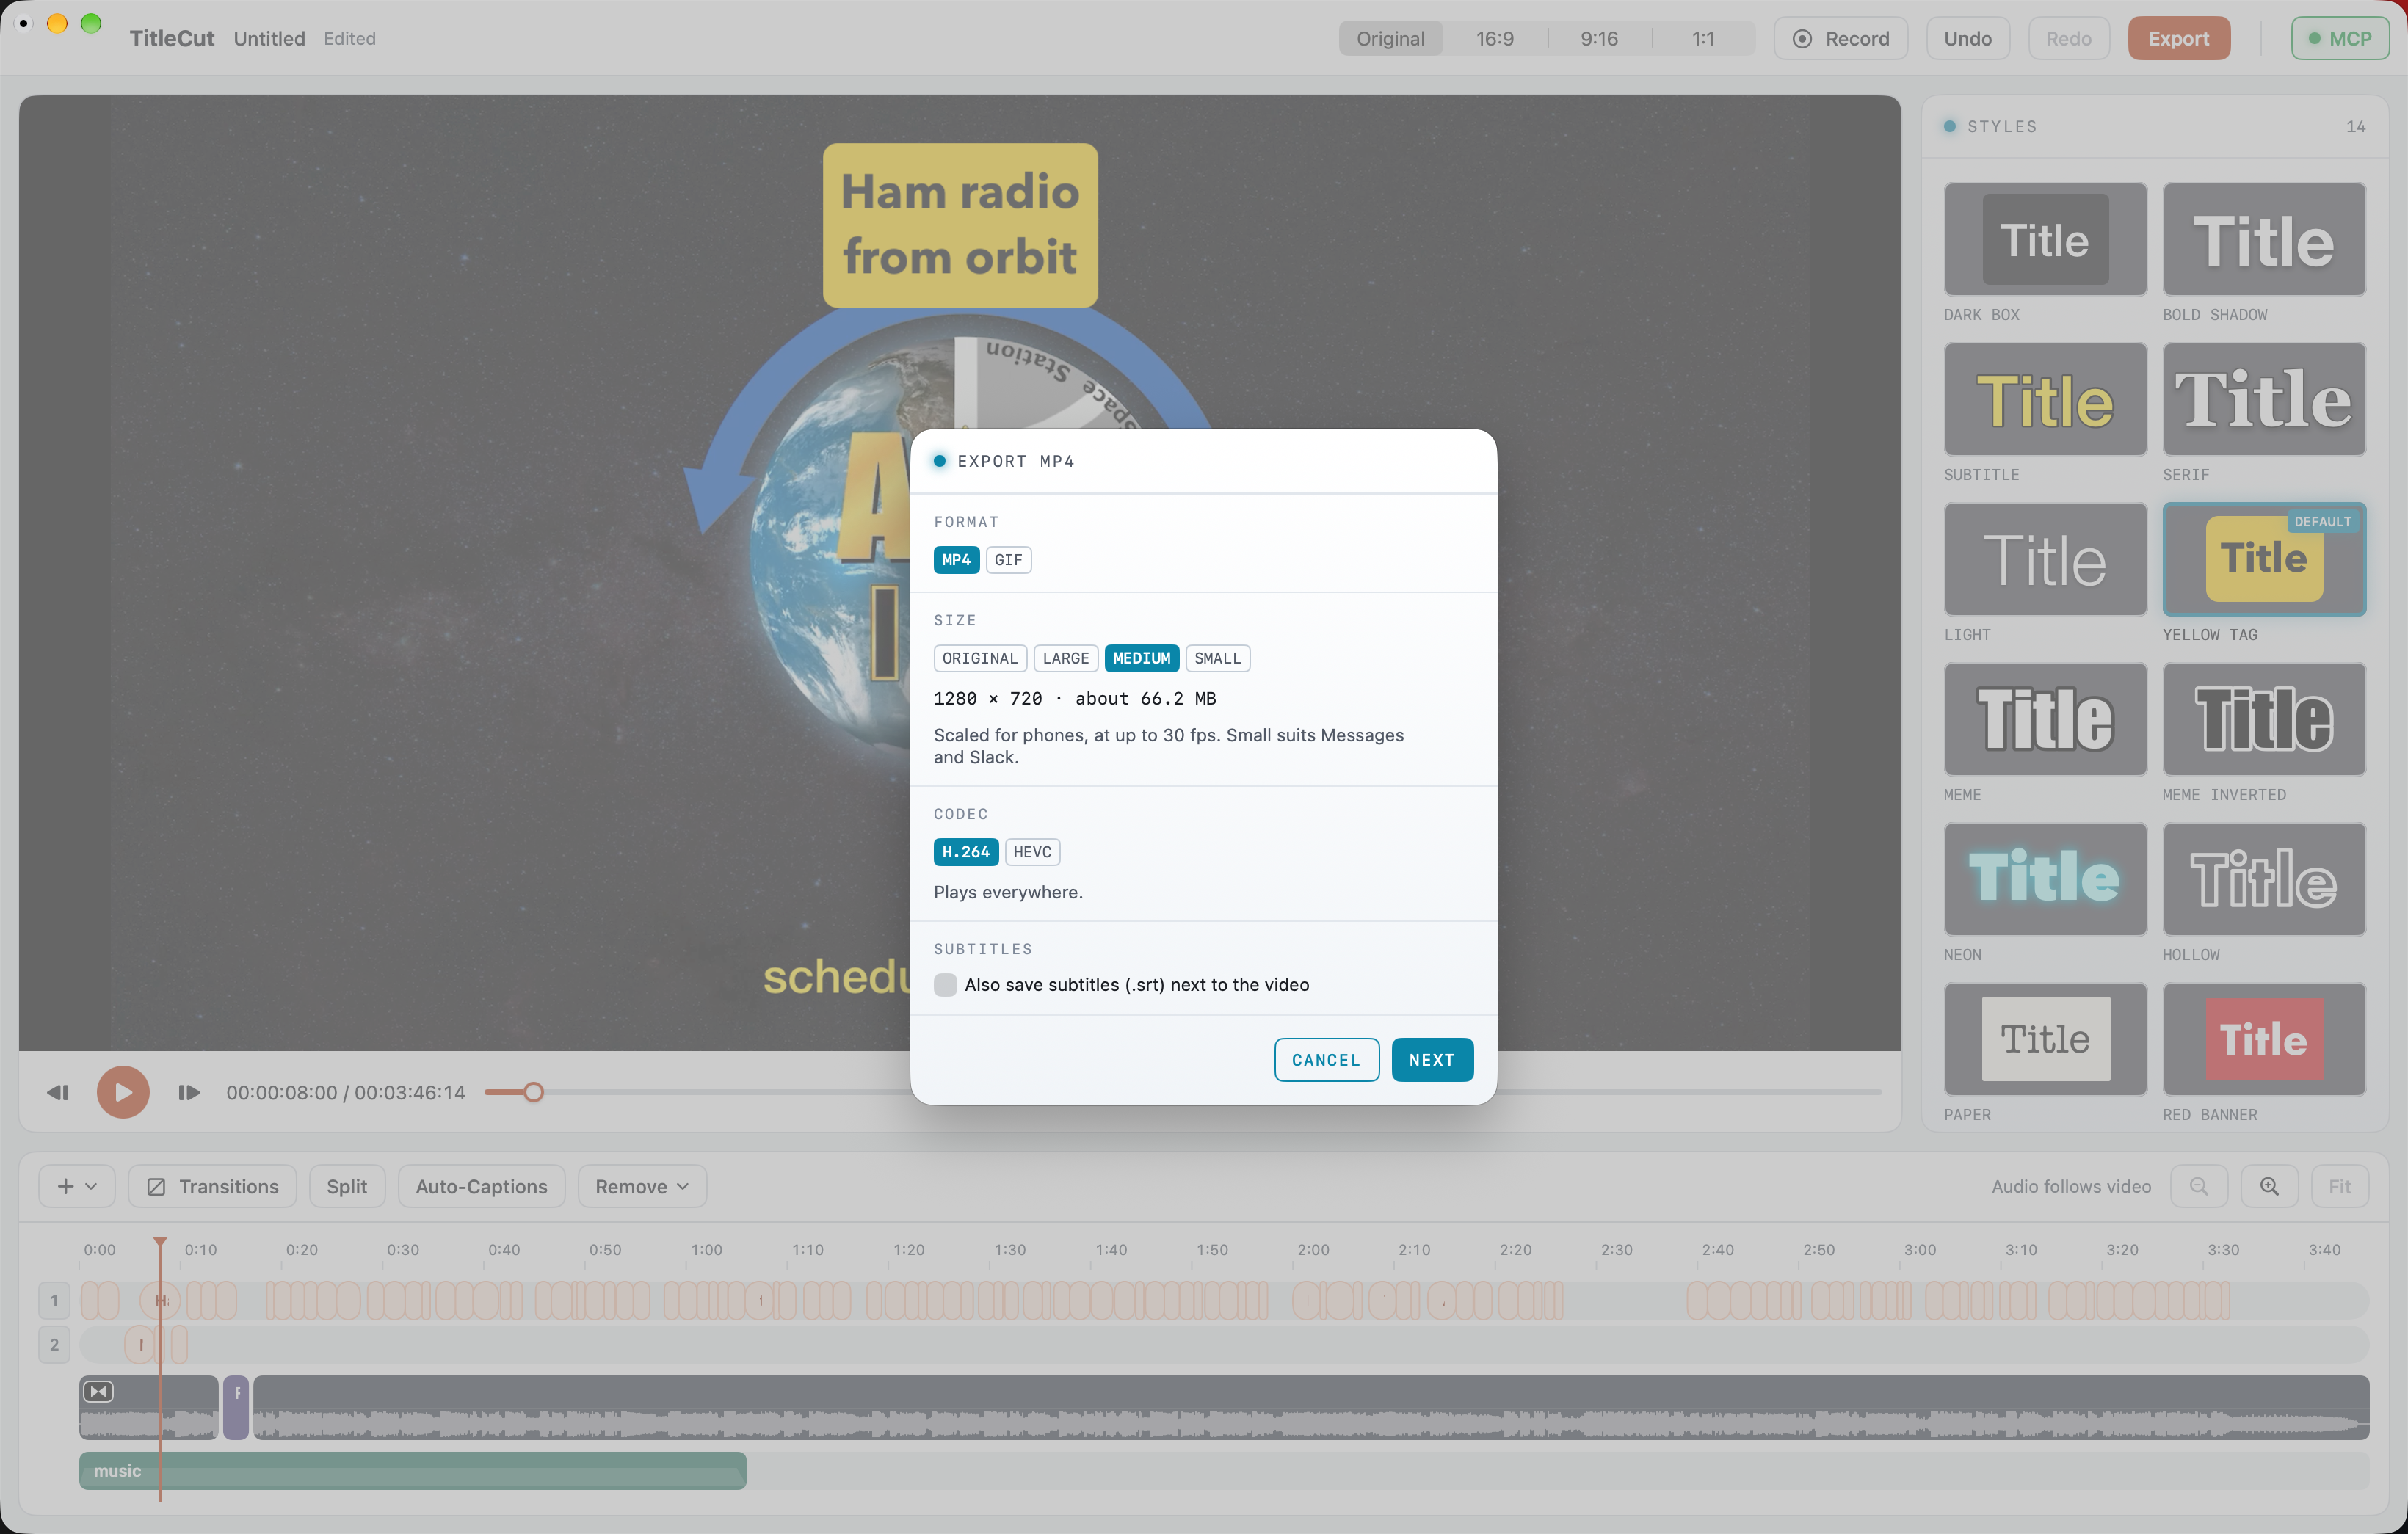 TitleCut Untitled Edited
Original 16:9 9:16 1:1 Record Undo Redo Export MCP
Ham radio
from orbit
Space Station
A
I
schedu
EXPORT MP4
FORMAT
MP4 GIF
SIZE
ORIGINAL LARGE MEDIUM SMALL
1280 × 720 · about 66.2 MB
Scaled for phones, at up to 30 fps. Small suits Messages
and Slack.
CODEC
H.264 HEVC
Plays everywhere.
SUBTITLES
Also save subtitles (.srt) next to the video
CANCEL NEXT
00:00:08:00 / 00:03:46:14
STYLES 14
Title Title
DARK BOX BOLD SHADOW
Title Title
SUBTITLE SERIF
DEFAULT
Title Title
LIGHT YELLOW TAG
Title Title
MEME MEME INVERTED
Title Title
NEON HOLLOW
Title Title
PAPER RED BANNER
Transitions Split Auto-Captions Remove Audio follows video Fit
0:00 0:10 0:20 0:30 0:40 0:50 1:00 1:10 1:20 1:30 1:40 1:50 2:00 2:10 2:20 2:30 2:40 2:50 3:00 3:10 3:20 3:30 3:40
1
2
music